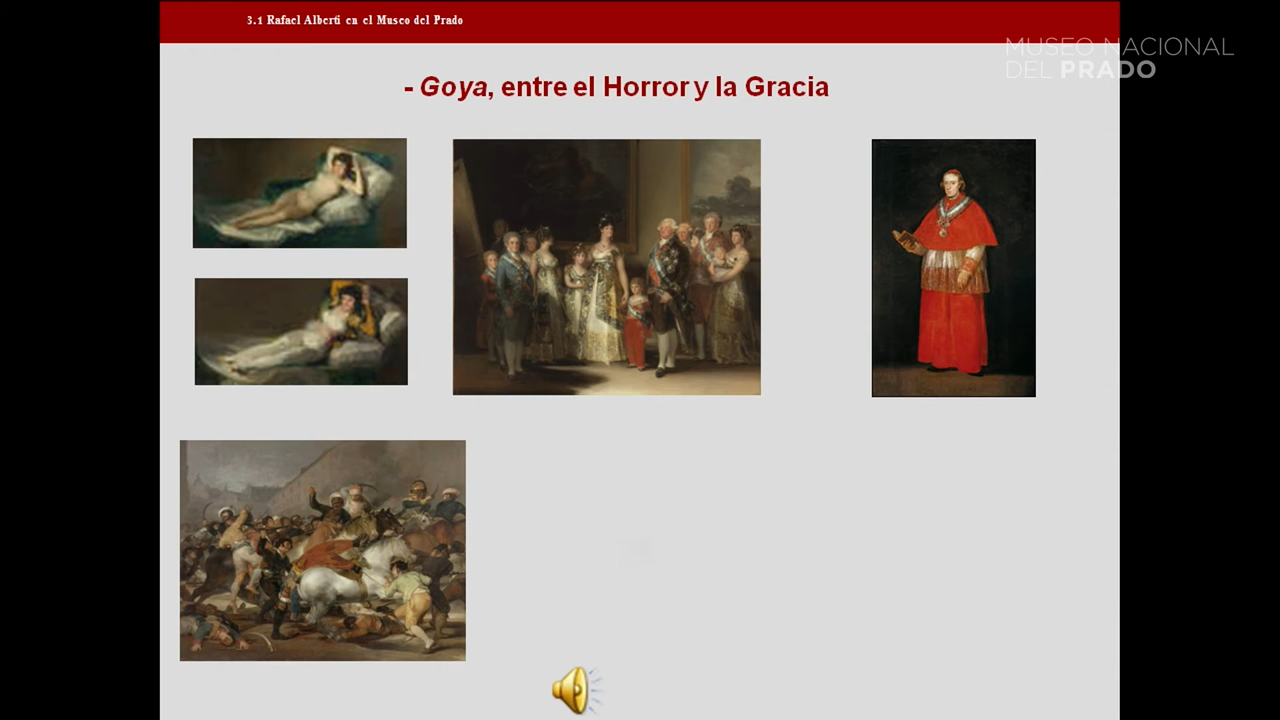 3.1 Rafael Alberti en el Museo del Prado
MUSEO NACIONAL
DEL PRADO
- Goya, entre el Horror y la Gracia